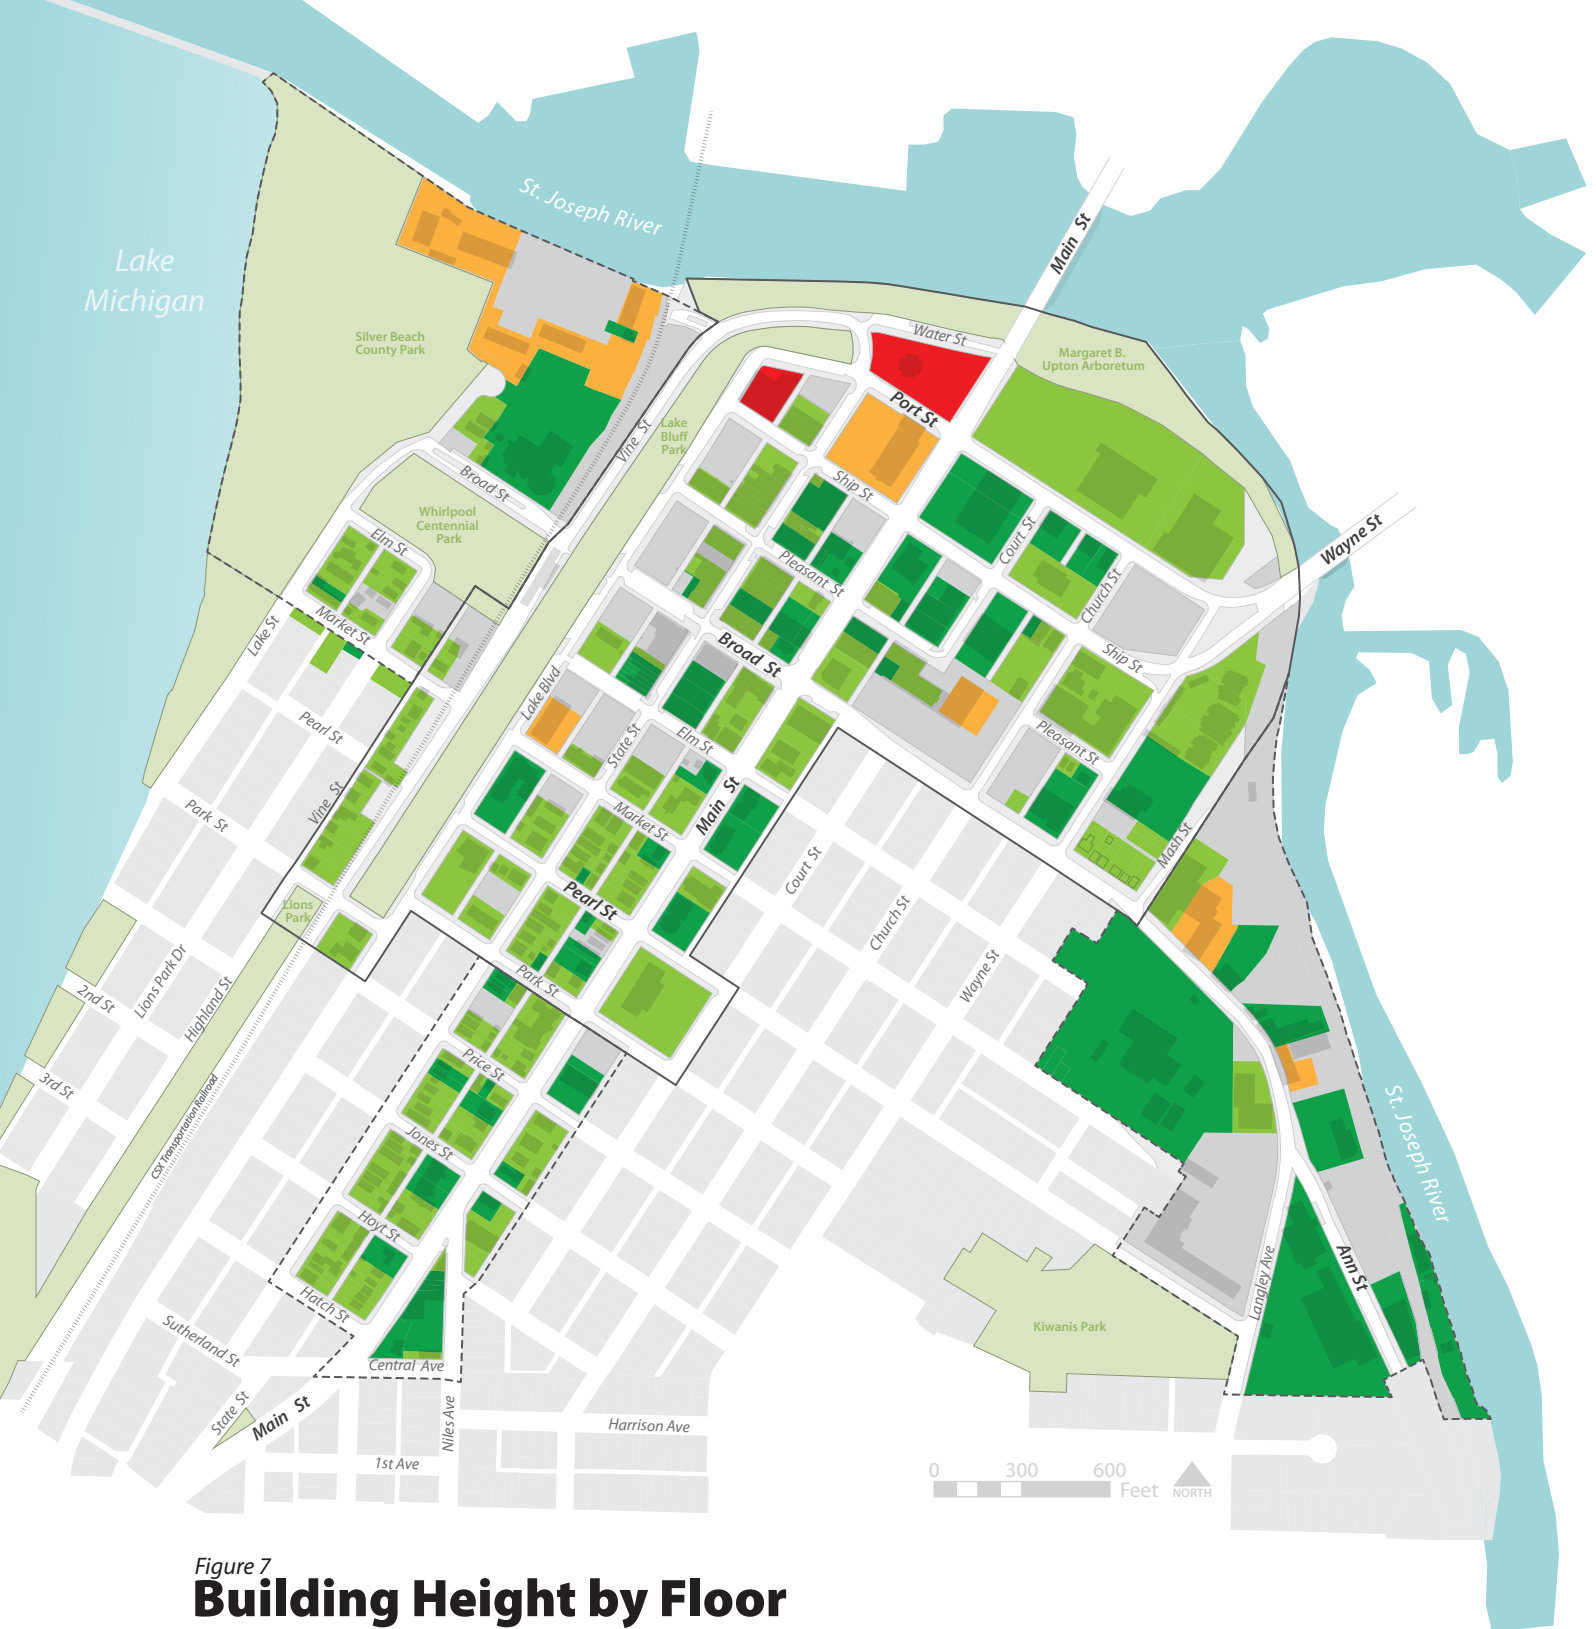 St. Joseph River
Main St
Lake
Michigan
Silver Beach
County Park
Water St
Margaret B.
Upton Arboretum
Port St
Lake
Bluff
Park
Vine St
Broad St
Ship St
Whirlpool
Centennial
Park
Court St
Wayne St
Elm St
Pleasant St
Church St
Lake St
Market St
Broad St
Ship St
Lake Blvd
Pearl St
State St
Elm St
Pleasant St
Vine St
Main St
Park St
Market St
Mash St
Court St
Pearl St
Lions
Park
Church St
Lions Park Dr
Highland St
2nd St
Park St
Wayne St
3rd St
Price St
CSX Transportation Railroad
Jones St
St. Joseph River
Hoyt St
Langley Ave
Ann St
Hatch St
Sutherland St
Kiwanis Park
Central Ave
State St
Main St
Niles Ave
Harrison Ave
1st Ave
0 300 600
Feet
NORTH
Figure 7
Building Height by Floor